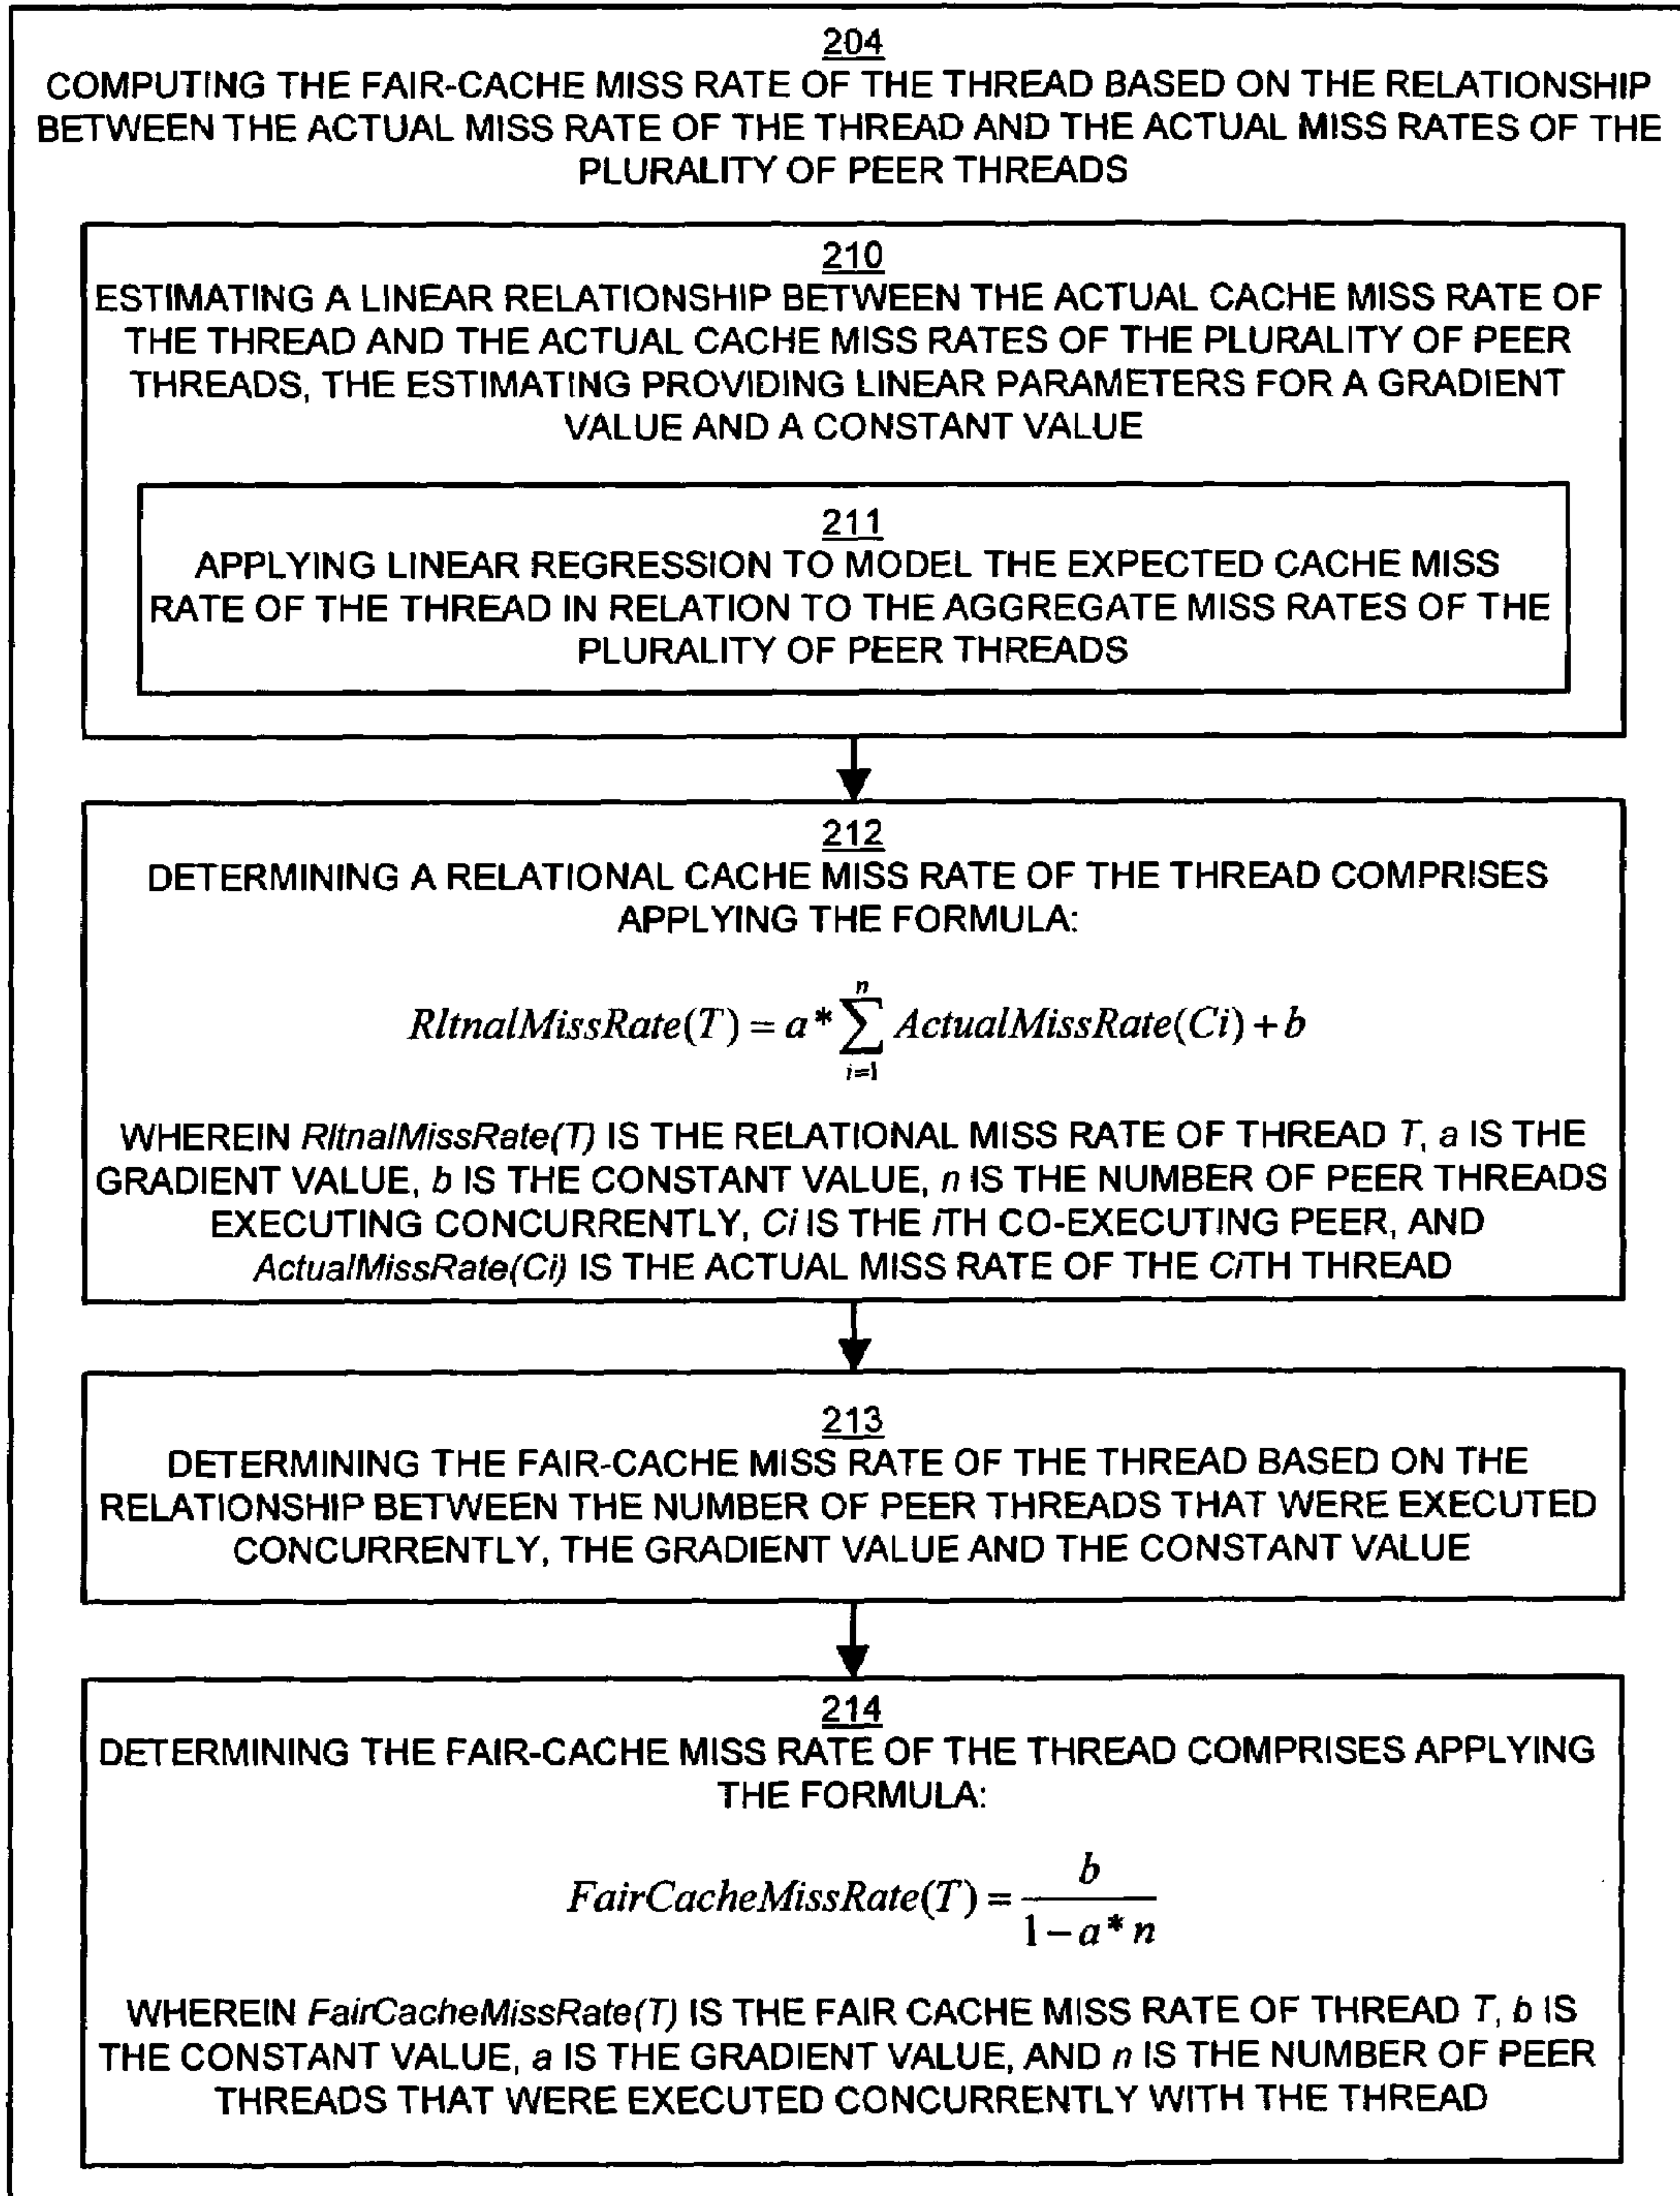 204
COMPUTING THE FAIR-CACHE MISS RATE OF THE THREAD BASED ON THE RELATIONSHIP
BETWEEN THE ACTUAL MISS RATE OF THE THREAD AND THE ACTUAL MISS RATES OF THE
PLURALITY OF PEER THREADS
210
ESTIMATING A LINEAR RELATIONSHIP BETWEEN THE ACTUAL CACHE MISS RATE OF
THE THREAD AND THE ACTUAL CACHE MISS RATES OF THE PLURALITY OF PEER
THREADS, THE ESTIMATING PROVIDING LINEAR PARAMETERS FOR A GRADIENT
VALUE AND A CONSTANT VALUE
211
APPLYING LINEAR REGRESSION TO MODEL THE EXPECTED CACHE MISS
RATE OF THE THREAD IN RELATION TO THE AGGREGATE MISS RATES OF THE
PLURALITY OF PEER THREADS
212
DETERMINING A RELATIONAL CACHE MISS RATE OF THE THREAD COMPRISES
APPLYING THE FORMULA:
RltnalMissRate(T) = a * \sum_{i=1}^{n} ActualMissRate(Ci) + b
WHEREIN RltnalMissRate(T) IS THE RELATIONAL MISS RATE OF THREAD T, a IS THE
GRADIENT VALUE, b IS THE CONSTANT VALUE, n IS THE NUMBER OF PEER THREADS
EXECUTING CONCURRENTLY, Ci IS THE iTH CO-EXECUTING PEER, AND
ActualMissRate(Ci) IS THE ACTUAL MISS RATE OF THE CiTH THREAD
213
DETERMINING THE FAIR-CACHE MISS RATE OF THE THREAD BASED ON THE
RELATIONSHIP BETWEEN THE NUMBER OF PEER THREADS THAT WERE EXECUTED
CONCURRENTLY, THE GRADIENT VALUE AND THE CONSTANT VALUE
214
DETERMINING THE FAIR-CACHE MISS RATE OF THE THREAD COMPRISES APPLYING
THE FORMULA:
FairCacheMissRate(T) = \frac{b}{1 - a * n}
WHEREIN FairCacheMissRate(T) IS THE FAIR CACHE MISS RATE OF THREAD T, b IS
THE CONSTANT VALUE, a IS THE GRADIENT VALUE, AND n IS THE NUMBER OF PEER
THREADS THAT WERE EXECUTED CONCURRENTLY WITH THE THREAD